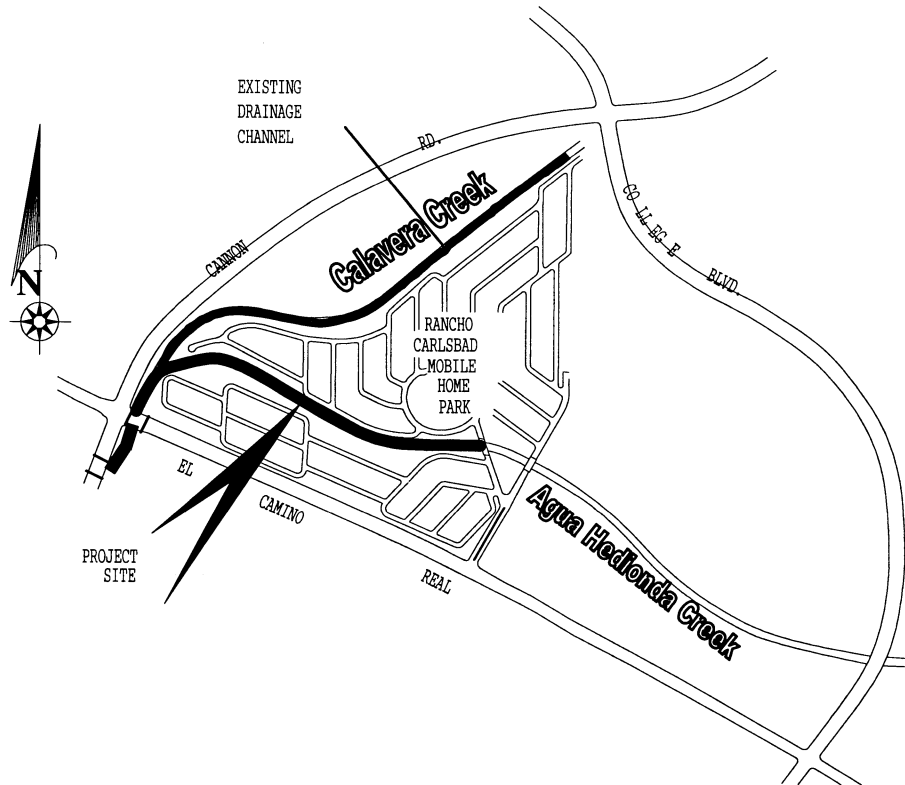 EXISTING
DRAINAGE
CHANNEL
RD.
CANNON
Calavera Creek
COLLEGE
BLVD.
N
RANCHO
CARLSBAD
MOBILE
HOME
PARK
EL
CAMINO
REAL
PROJECT
SITE
Agua Hedionda Creek